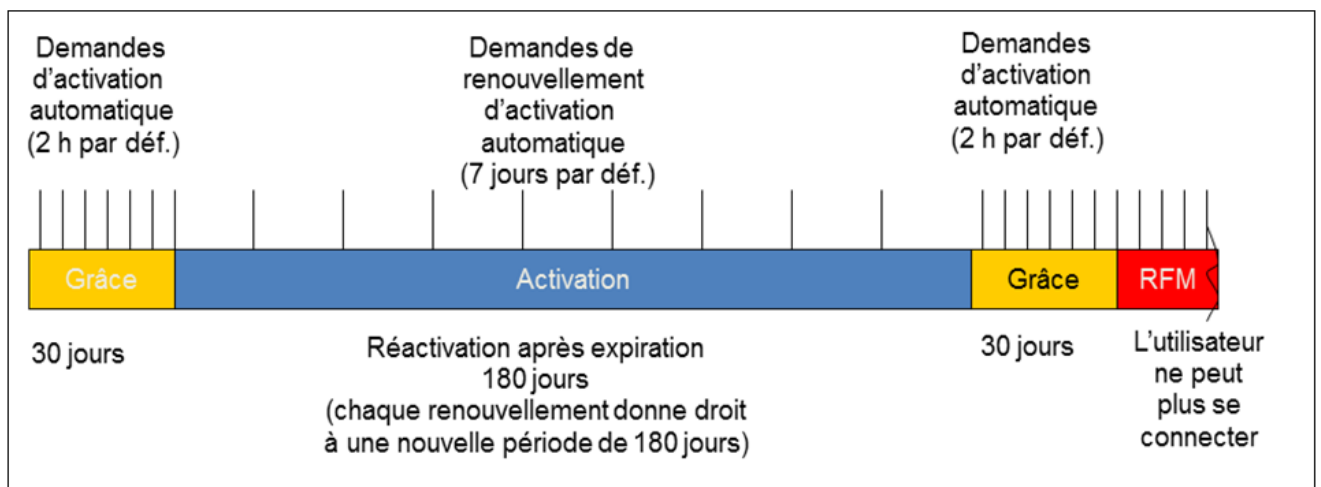 Demandes
d'activation
automatique
(2 h par déf.)
Demandes de
renouvellement
d'activation
automatique
(7 jours par déf.)
Demandes
d'activation
automatique
(2 h par déf.)
Grâce
Activation
Grâce
RFM
30 jours
Réactivation après expiration
180 jours
(chaque renouvellement donne droit
à une nouvelle période de 180 jours)
30 jours
L'utilisateur
ne peut
plus se
connecter